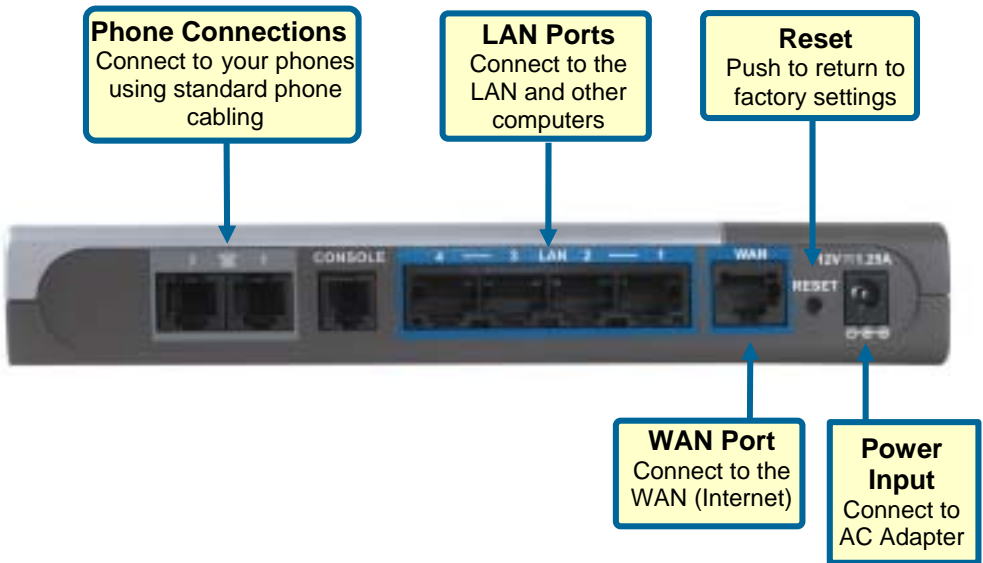 Phone Connections
Connect to your phones
using standard phone
cabling
LAN Ports
Connect to the
LAN and other
computers
Reset
Push to return to
factory settings
CONSOLE
4 3 LAN 2 1
WAN
12V 1.25A
RESET
WAN Port
Connect to the
WAN (Internet)
Power
Input
Connect to
AC Adapter